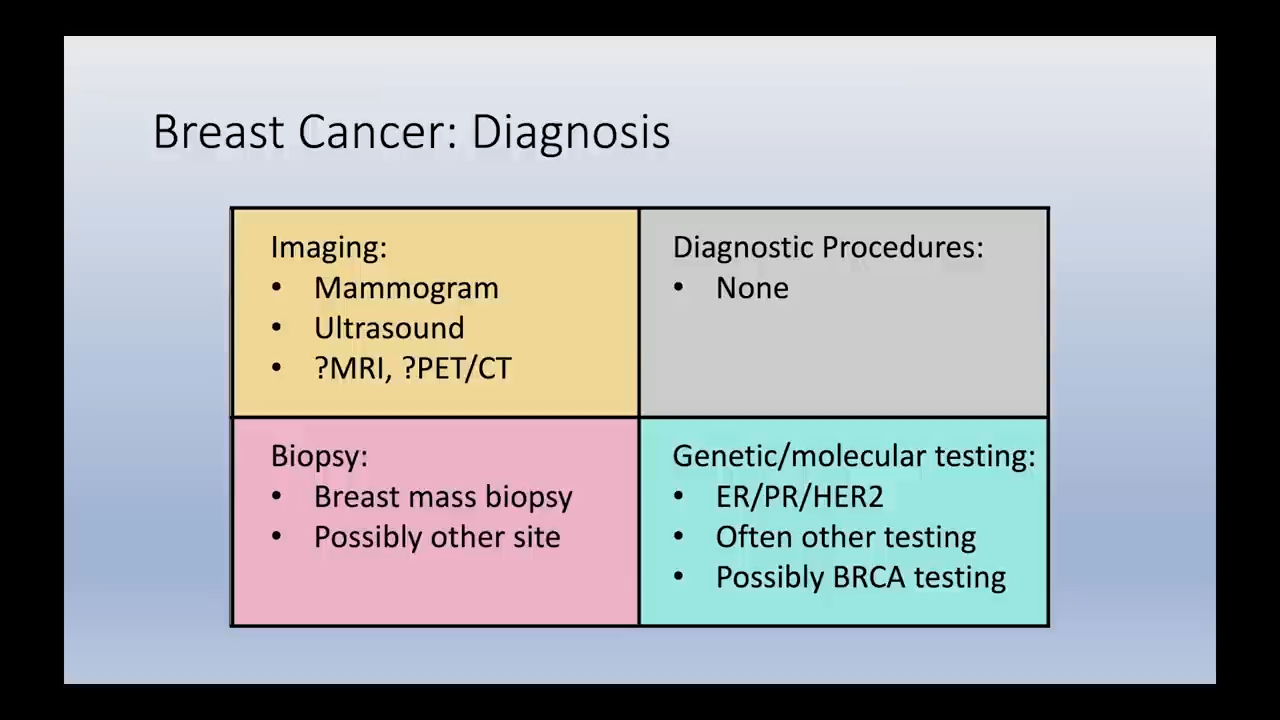 Breast Cancer: Diagnosis
Imaging:
• Mammogram
• Ultrasound
• ?MRI, ?PET/CT
Diagnostic Procedures:
• None
Biopsy:
• Breast mass biopsy
• Possibly other site
Genetic/molecular testing:
• ER/PR/HER2
• Often other testing
• Possibly BRCA testing